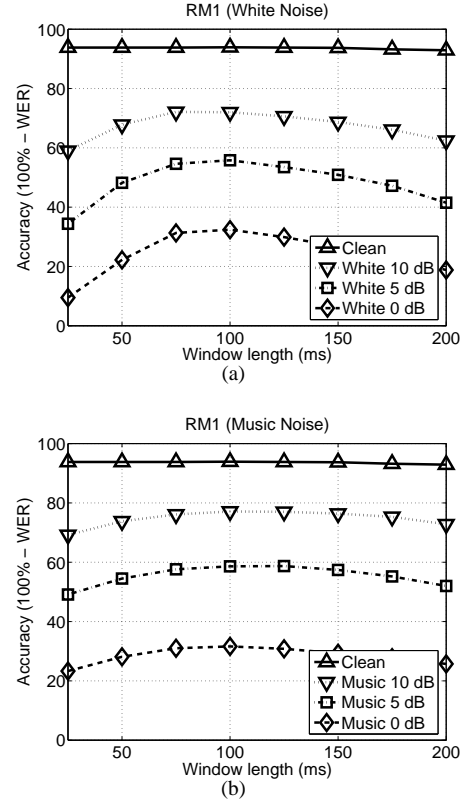 RM1 (White Noise)
100
80
60
40
20
0
Accuracy (100% – WER)
Clean
White 10 dB
White 5 dB
White 0 dB
50 100 150 200
Window length (ms)
(a)
RM1 (Music Noise)
100
80
60
40
20
0
Accuracy (100% – WER)
Clean
Music 10 dB
Music 5 dB
Music 0 dB
50 100 150 200
Window length (ms)
(b)